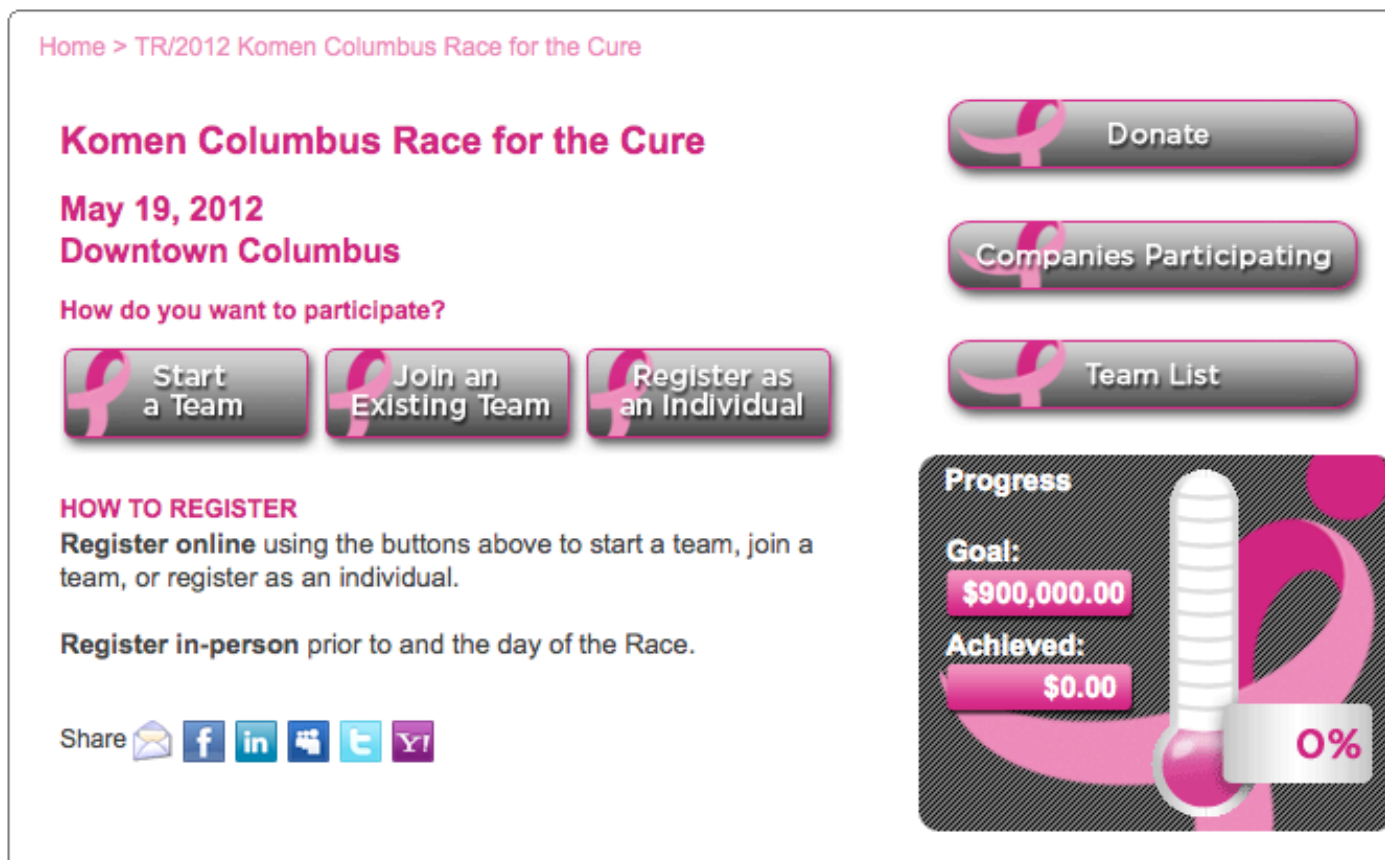 Home > TR/2012 Komen Columbus Race for the Cure
Komen Columbus Race for the Cure
May 19, 2012
Downtown Columbus
How do you want to participate?
Start
a Team
Join an
Existing Team
Register as
an Individual
HOW TO REGISTER
Register online using the buttons above to start a team, join a
team, or register as an individual.
Register in-person prior to and the day of the Race.
Share
f
in
t
Y!
Donate
Companies Participating
Team List
Progress
Goal:
$900,000.00
Achieved:
$0.00
0%